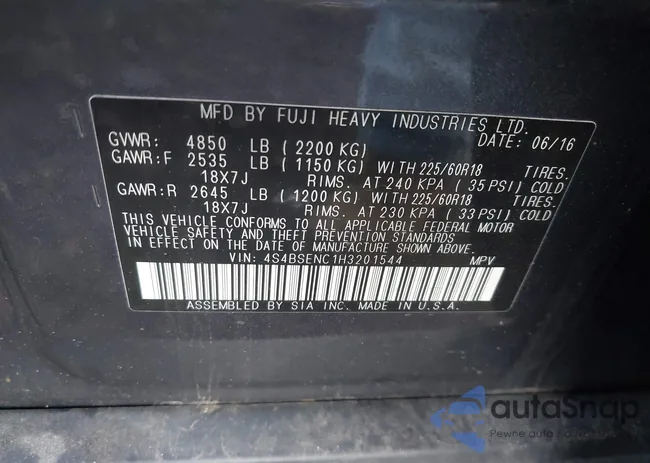 MFD BY FUJI HEAVY INDUSTRIES LTD.
DATE: 06/16
GVWR: 4850 LB (2200 KG)
GAWR:F 2535 LB (1150 KG) WITH 225/60R18 TIRES.
18X7J RIMS. AT 240 KPA (35 PSI) COLD
GAWR:R 2645 LB (1200 KG) WITH 225/60R18 TIRES.
18X7J RIMS. AT 230 KPA (33 PSI) COLD
THIS VEHICLE CONFORMS TO ALL APPLICABLE FEDERAL MOTOR
VEHICLE SAFETY AND THEFT PREVENTION STANDARDS
IN EFFECT ON THE DATE OF MANUFACTURE SHOWN ABOVE.
VIN: 4S4BSENC1H3201544 MPV
ASSEMBLED BY SIA INC. MADE IN U.S.A.
autoSnap
Pewne auto